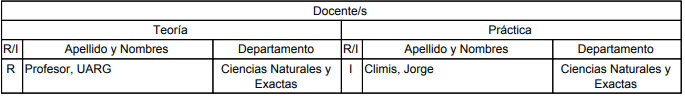 Docente/s
Teoría Práctica
R/I Apellido y Nombres Departamento R/I Apellido y Nombres Departamento
R Profesor, UARG Ciencias Naturales y I Climis, Jorge Ciencias Naturales y
Exactas Exactas